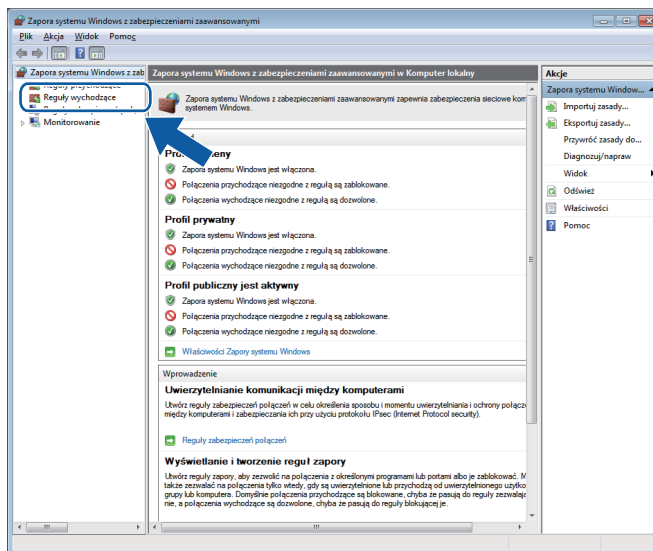 Zapora systemu Windows z zabezpieczeniami zaawansowanymi
Plik Akcja Widok Pomoc
Zapora systemu Windows z zab
Reguły przychodzące
Reguły wychodzące
Monitorowanie
Zapora systemu Windows z zabezpieczeniami zaawansowanymi w Komputer lokalny
Zapora systemu Windows z zabezpieczeniami zaawansowanymi zapewnia zabezpieczenia sieciowe kom
systemem Windows.
Zapora systemu Windows jest włączona.
Połączenia przychodzące niezgodne z regułą są zablokowane.
Połączenia wychodzące niezgodne z regułą są dozwolone.
Profil prywatny
Zapora systemu Windows jest włączona.
Połączenia przychodzące niezgodne z regułą są zablokowane.
Połączenia wychodzące niezgodne z regułą są dozwolone.
Profil publiczny jest aktywny
Zapora systemu Windows jest włączona.
Połączenia przychodzące niezgodne z regułą są zablokowane.
Połączenia wychodzące niezgodne z regułą są dozwolone.
Właściwości Zapory systemu Windows
Wprowadzenie
Uwierzytelnianie komunikacji między komputerami
Utwórz reguły zabezpieczeń połączeń w celu określenia sposobu i momentu uwierzytelniania i ochrony połącze
między komputerami i zabezpieczania ich przy użyciu protokołu IPsec (Internet Protocol security).
Reguły zabezpieczeń połączeń
Wyświetlanie i tworzenie reguł zapory
Utwórz reguły zapory, aby zezwolić na połączenia z określonymi programami lub portami albo je zablokować. M
także zezwalać na połączenia tylko wtedy, gdy są uwierzytelnione lub przychodzą od uwierzytelnionego użytko
grupy lub komputera. Domyślnie połączenia przychodzące są blokowane, chyba że pasują do reguły zezwalają
nie, a połączenia wychodzące są dozwolone, chyba że pasują do reguły blokującej je.
Akcje
Zapora systemu Window...
Importuj zasady...
Eksportuj zasady...
Przywróć zasady do...
Diagnozuj/napraw
Widok
Odśwież
Właściwości
Pomoc